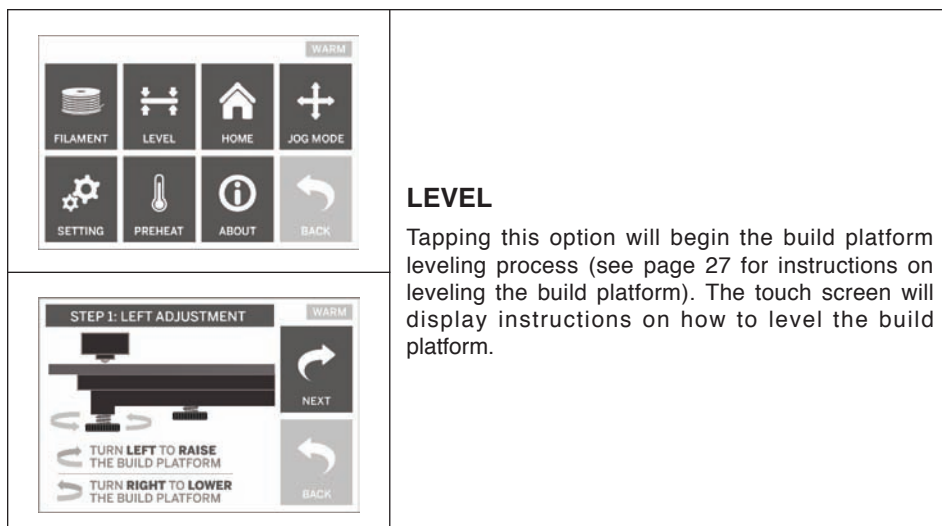 WARM
FILAMENT
LEVEL
HOME
JOG MODE
SETTING
PREHEAT
ABOUT
BACK
STEP 1: LEFT ADJUSTMENT
WARM
NEXT
TURN LEFT TO RAISE
THE BUILD PLATFORM
TURN RIGHT TO LOWER
THE BUILD PLATFORM
BACK
LEVEL
Tapping this option will begin the build platform
leveling process (see page 27 for instructions on
leveling the build platform). The touch screen will
display instructions on how to level the build
platform.